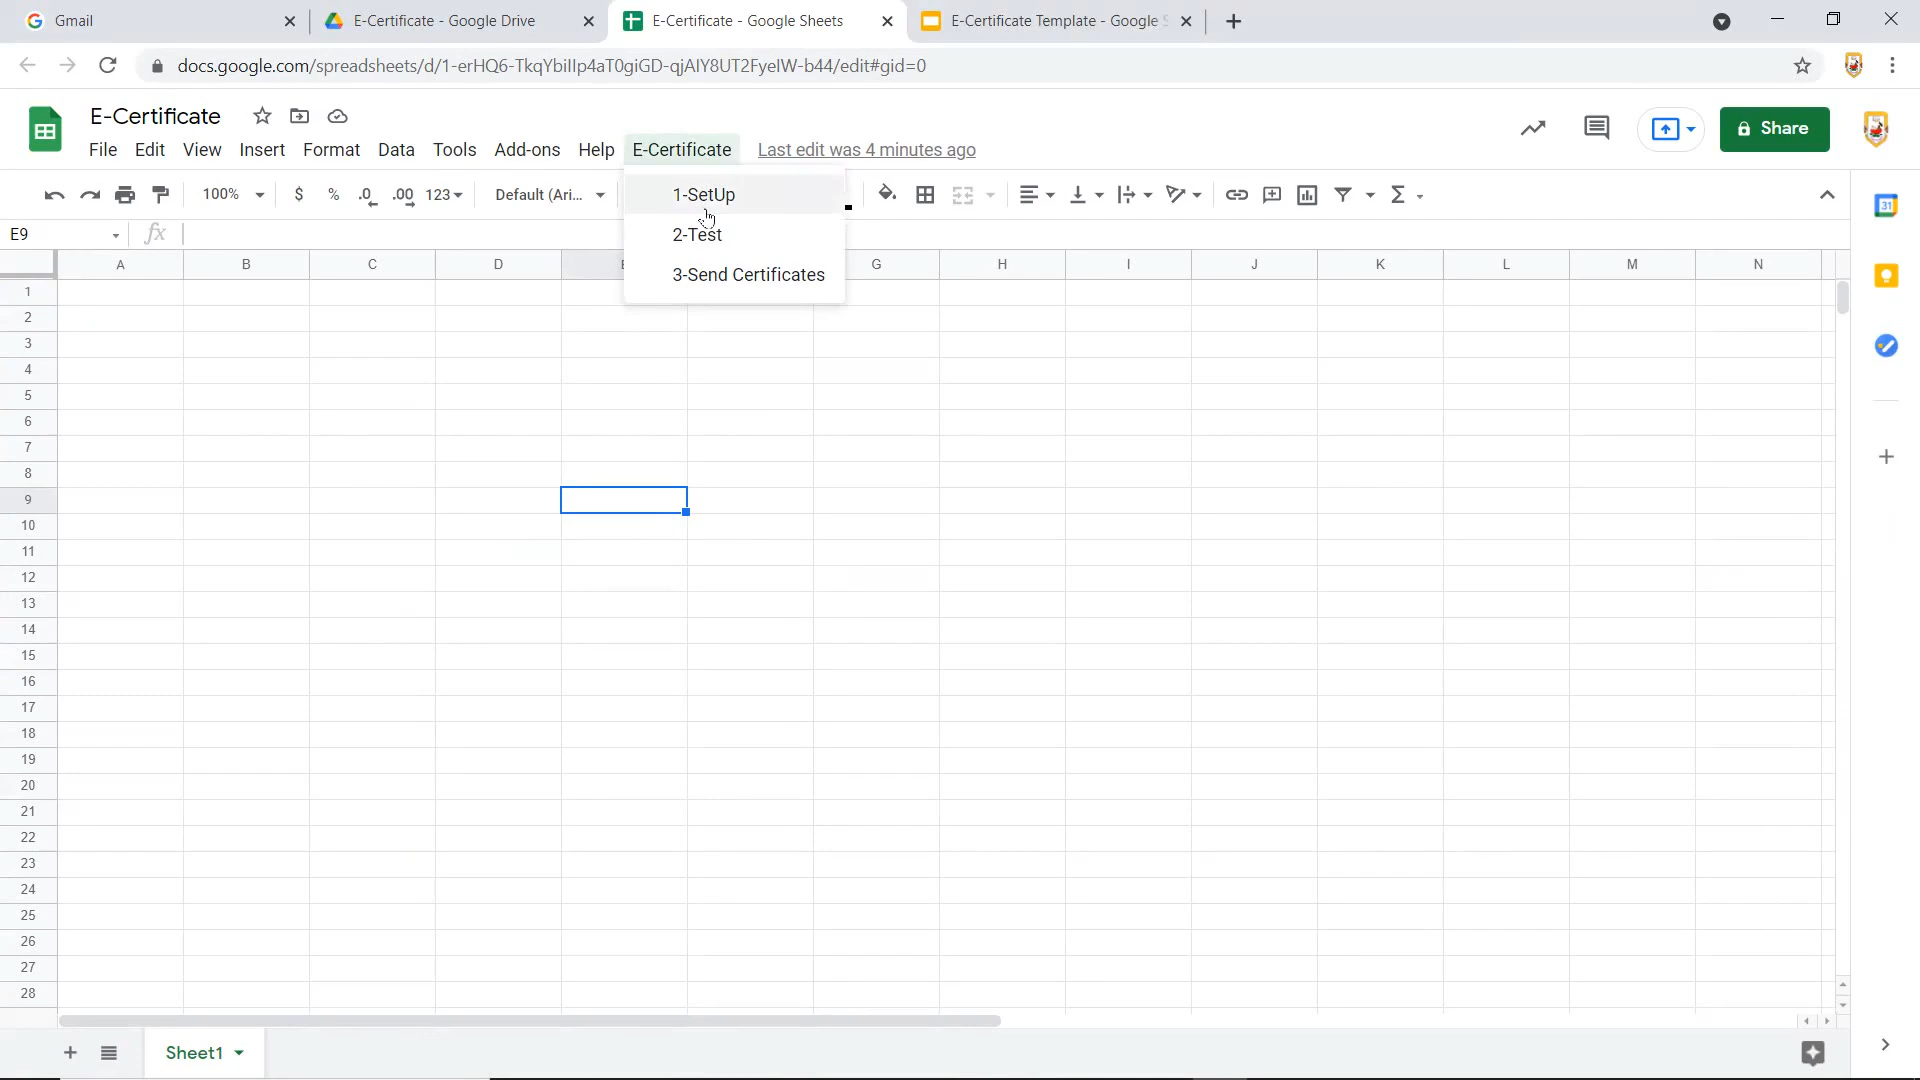 Gmail
E-Certificate - Google Drive
E-Certificate - Google Sheets
E-Certificate Template - Google S
docs.google.com/spreadsheets/d/1-erHQ6-TkqYbiIlp4aT0giGD-qjAlY8UT2FyelW-b44/edit#gid=0
E-Certificate
File Edit View Insert Format Data Tools Add-ons Help E-Certificate Last edit was 4 minutes ago
Share
100% $ % .0 .00 123 Default (Ari...
1-SetUp
2-Test
3-Send Certificates
E9 fx
A B C D E G H I J K L M N
1
2
3
4
5
6
7
8
9
10
11
12
13
14
15
16
17
18
19
20
21
22
23
24
25
26
27
28
Sheet1
31